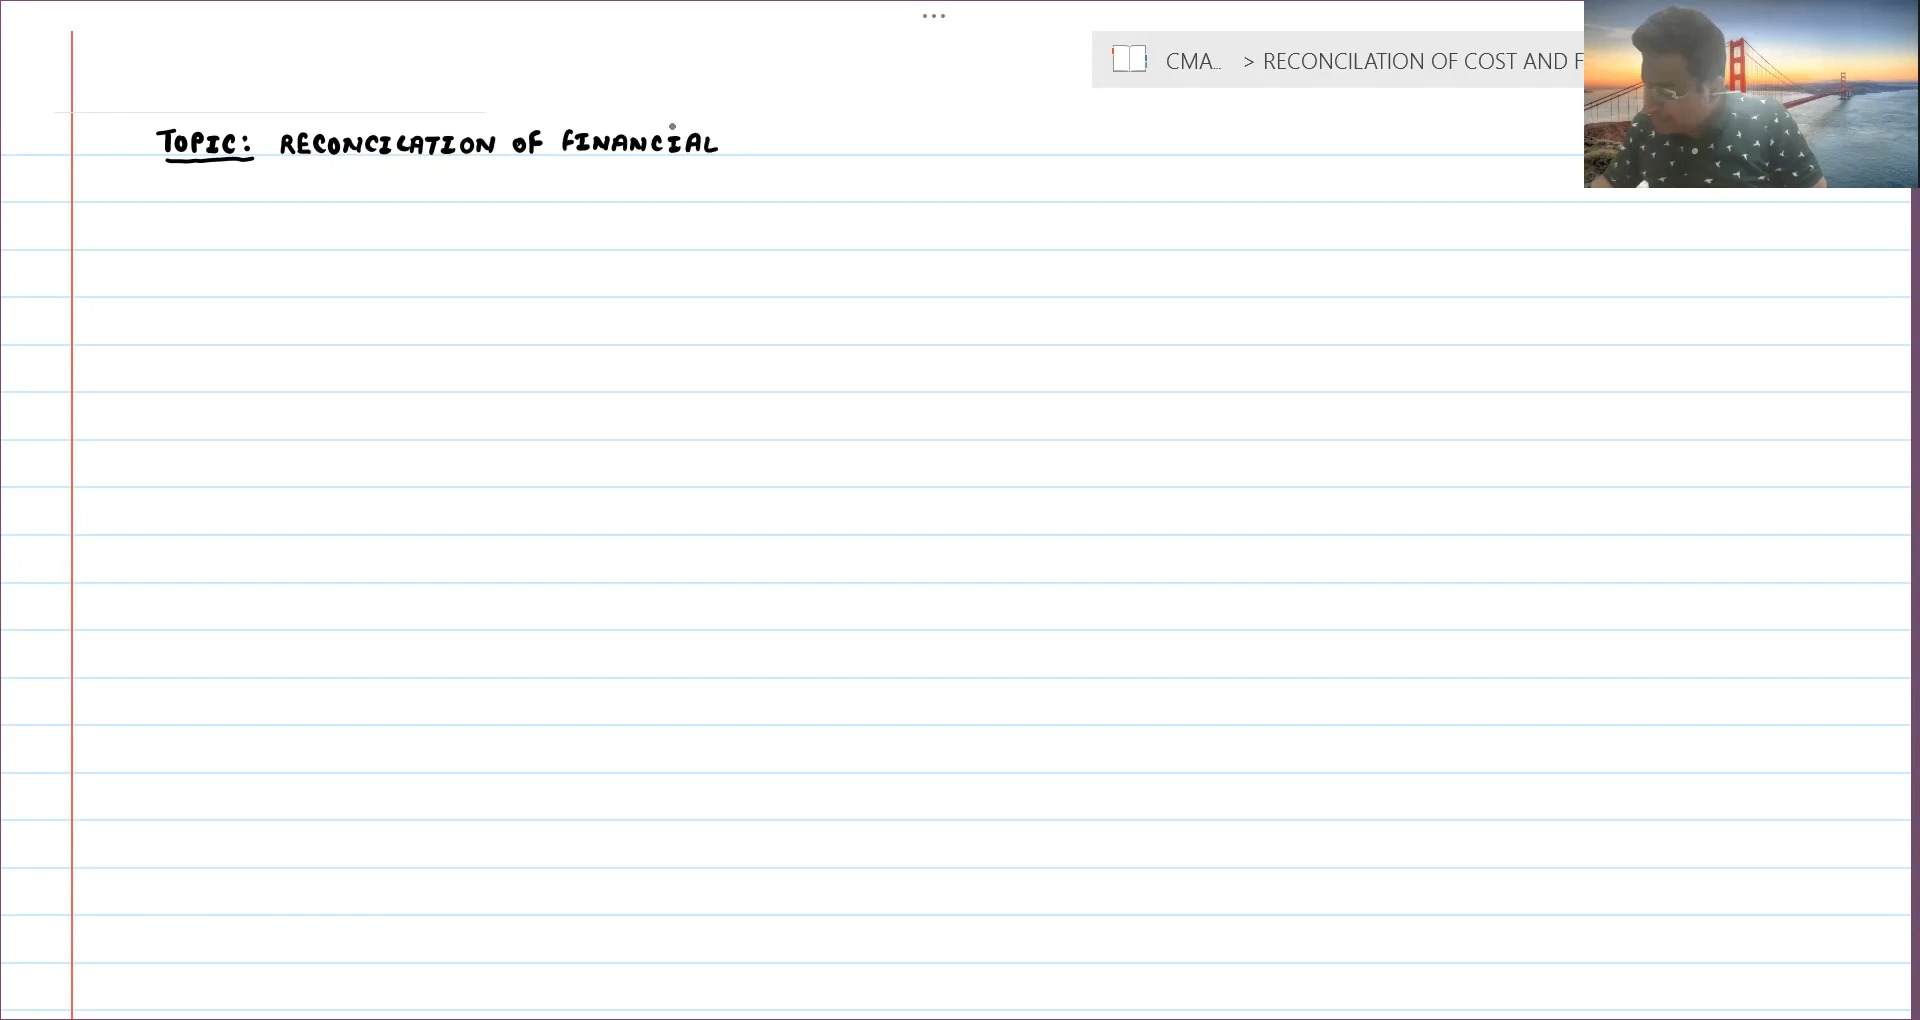 CMA... > RECONCILATION OF COST AND F
TOPIC: RECONCILATION OF FINANCIAL